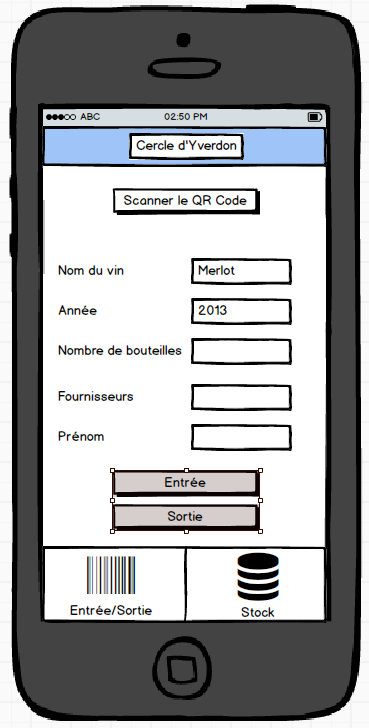 ABC 02:50 PM
Cercle d'Yverdon
Scanner le QR Code
Nom du vin Merlot
Année 2013
Nombre de bouteilles
Fournisseurs
Prénom
Entrée
Sortie
Entrée/Sortie Stock